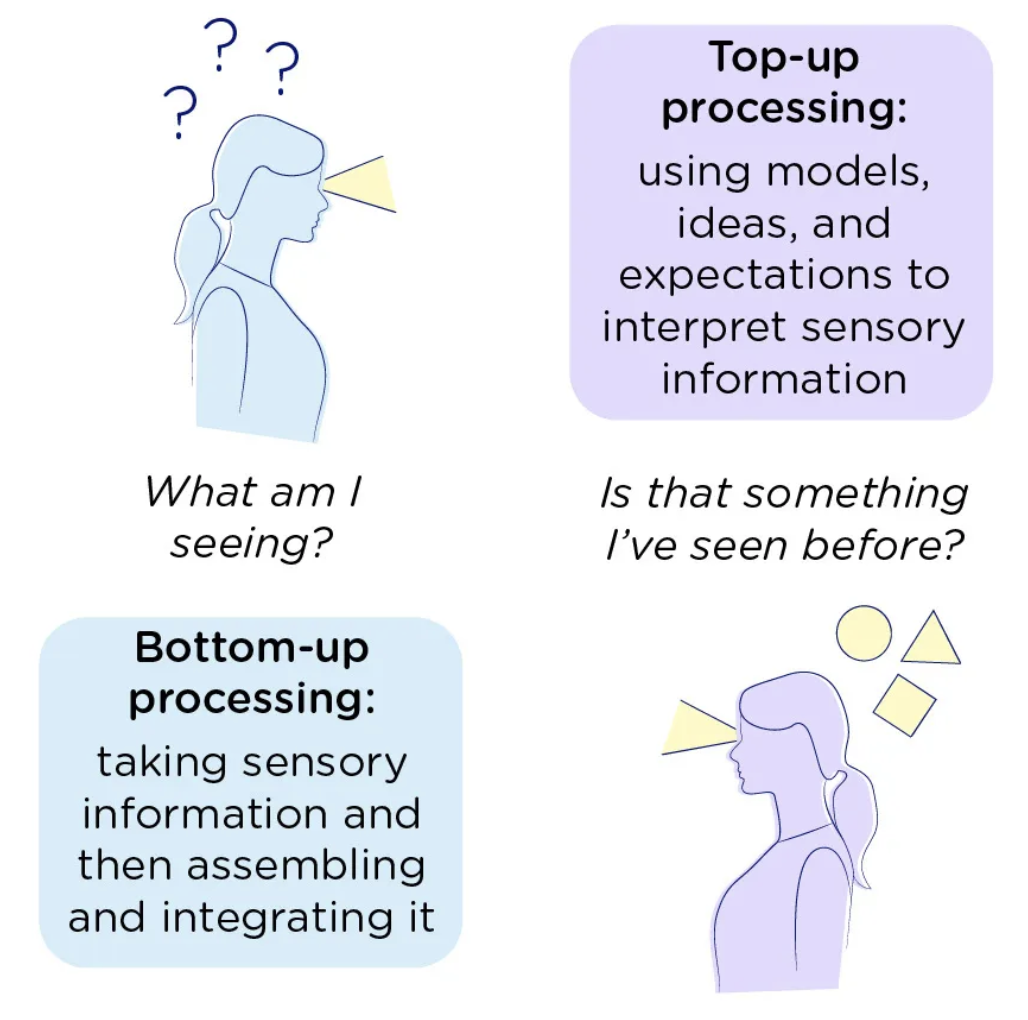 ? ? ?
Top-up
processing:
using models,
ideas, and
expectations to
interpret sensory
information
What am I
seeing?
Is that something
I've seen before?
Bottom-up
processing:
taking sensory
information and
then assembling
and integrating it